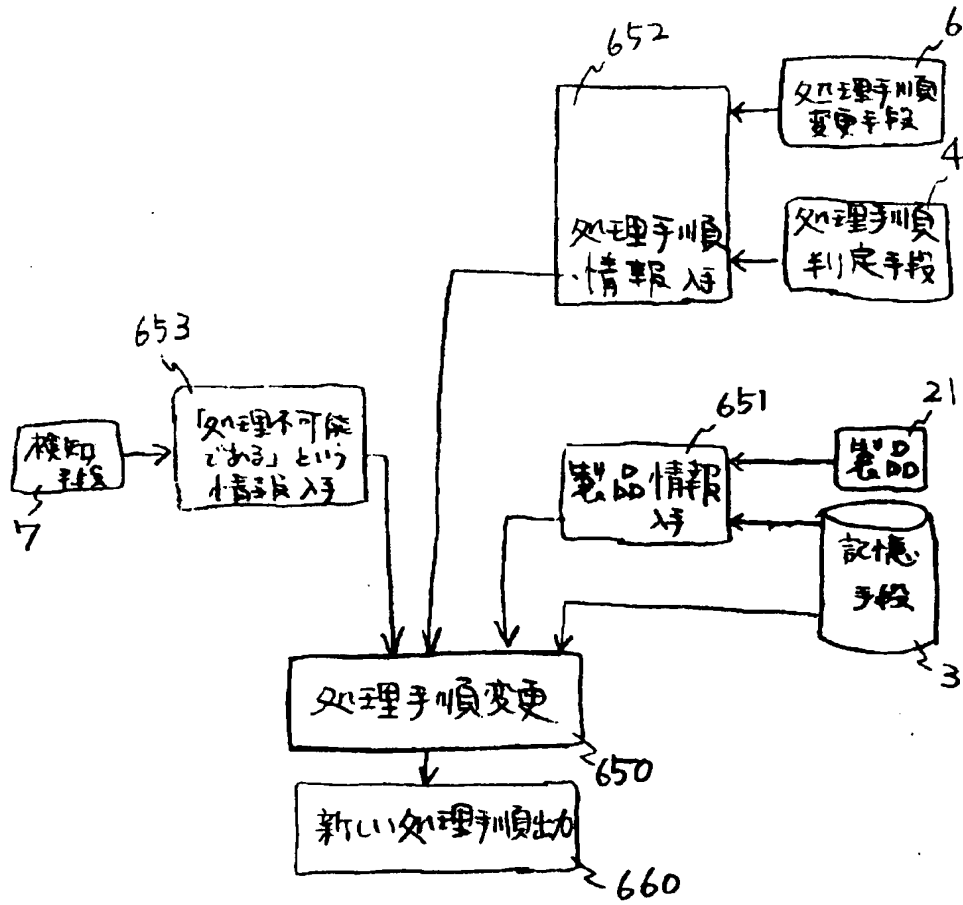 652
6
処理手順
変更手段
4
処理手順
判定手段
処理手順
情報入手
653
「処理不可能
である」という
情報入手
検知
手段
7
651
製品情報
入手
21
製品
記憶
手段
3
処理手順変更
650
新しい処理手順出力
660